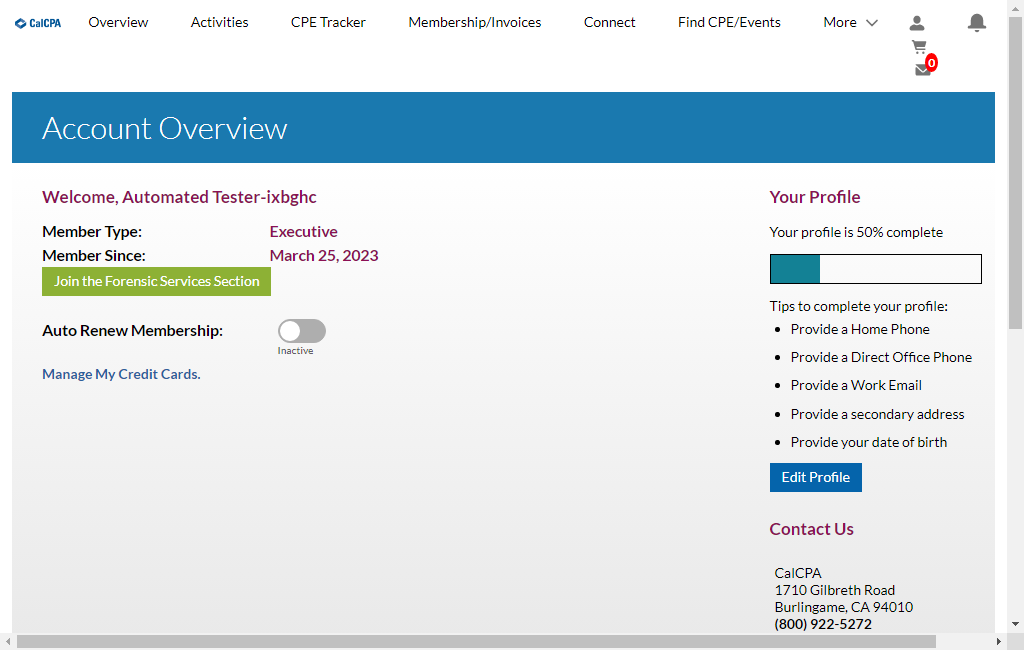 CalCPA
Overview
Activities
CPE Tracker
Membership/Invoices
Connect
Find CPE/Events
More
0
Account Overview
Welcome, Automated Tester-ixbghc
Member Type: Executive
Member Since: March 25, 2023
Join the Forensic Services Section
Auto Renew Membership:
Inactive
Manage My Credit Cards.
Your Profile
Your profile is 50% complete
Tips to complete your profile:
Provide a Home Phone
Provide a Direct Office Phone
Provide a Work Email
Provide a secondary address
Provide your date of birth
Edit Profile
Contact Us
CalCPA
1710 Gilbreth Road
Burlingame, CA 94010
(800) 922-5272